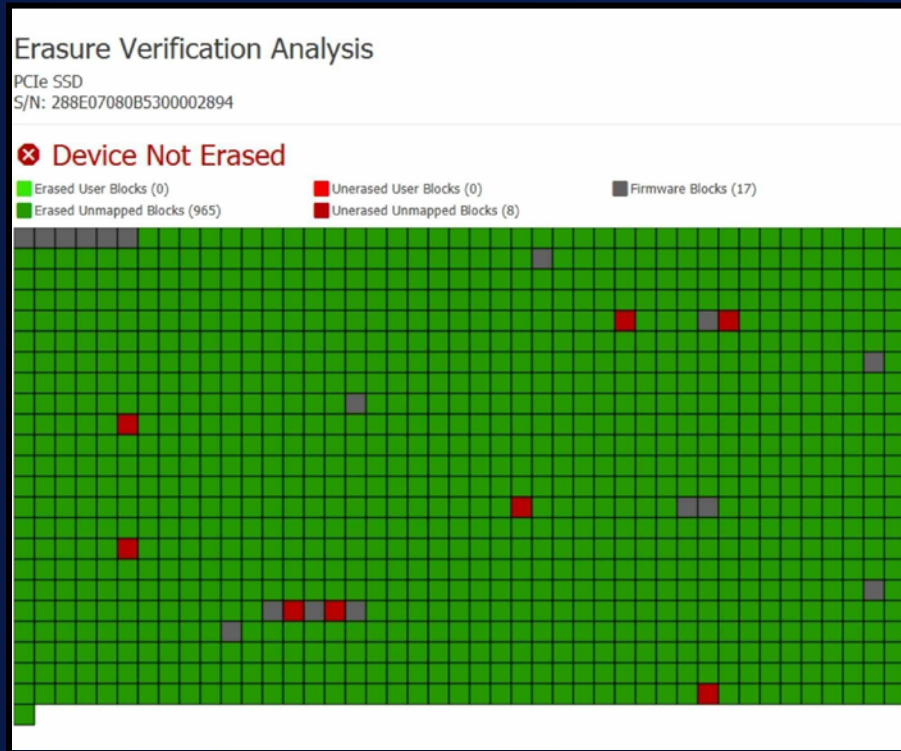 Erasure Verification Analysis
PCIe SSD
S/N: 288E07080B5300002894
Device Not Erased
Erased User Blocks (0) Unerased User Blocks (0) Firmware Blocks (17)
Erased Unmapped Blocks (965) Unerased Unmapped Blocks (8)